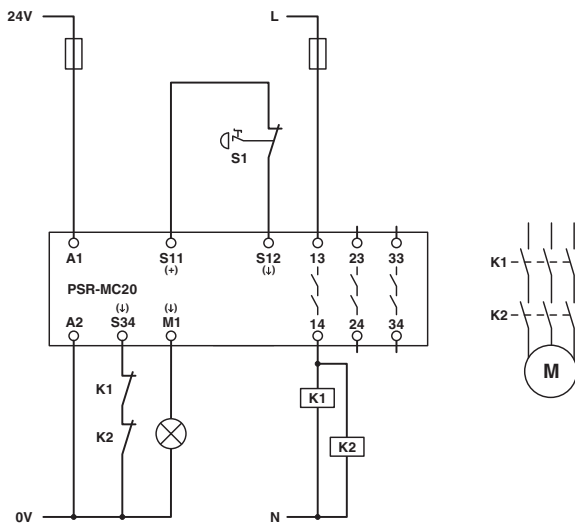 24V L
S1
A1 S11 S12 13 23 33
(+) (↓)
PSR-MC20
(↓) (↓)
A2 S34 M1 14 24 34
K1 K1
K2 K2
0V N
K1
K2
M